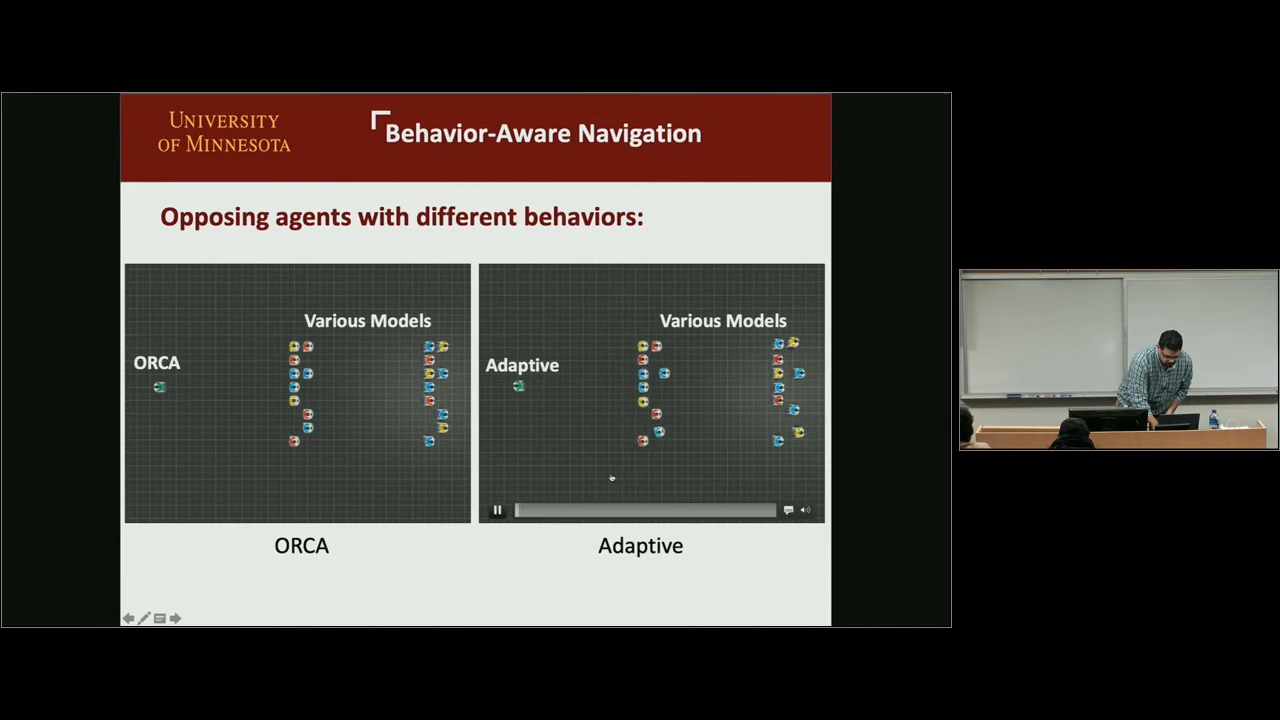 UNIVERSITY
OF MINNESOTA
Behavior-Aware Navigation
Opposing agents with different behaviors:
Various Models
ORCA
Various Models
Adaptive
ORCA
Adaptive